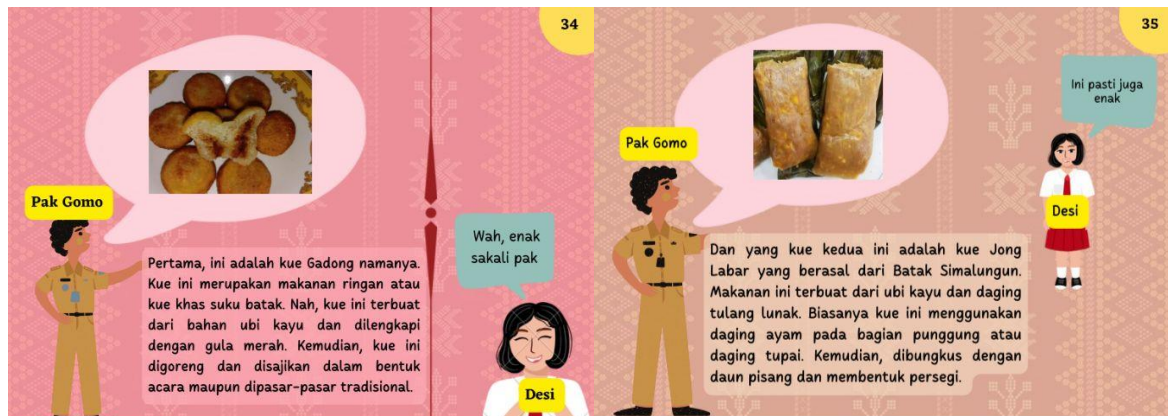 34
Pak Gomo
Pertama, ini adalah kue Gadong namanya.
Kue ini merupakan makanan ringan atau
kue khas suku batak. Nah, kue ini terbuat
dari bahan ubi kayu dan dilengkapi
dengan gula merah. Kemudian, kue ini
digoreng dan disajikan dalam bentuk
acara maupun dipasar-pasar tradisional.
Wah, enak
sakali pak
Desi
35
Pak Gomo
Dan yang kue kedua ini adalah kue Jong
Labar yang berasal dari Batak Simalungun.
Makanan ini terbuat dari ubi kayu dan daging
tulang lunak. Biasanya kue ini menggunakan
daging ayam pada bagian punggung atau
daging tupai. Kemudian, dibungkus dengan
daun pisang dan membentuk persegi.
Ini pasti juga
enak
Desi